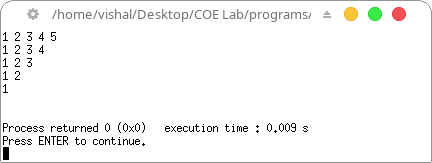 /home/vishal/Desktop/COE Lab/programs/
1 2 3 4 5
1 2 3 4
1 2 3
1 2
1
Process returned 0 (0x0)   execution time : 0.009 s
Press ENTER to continue.